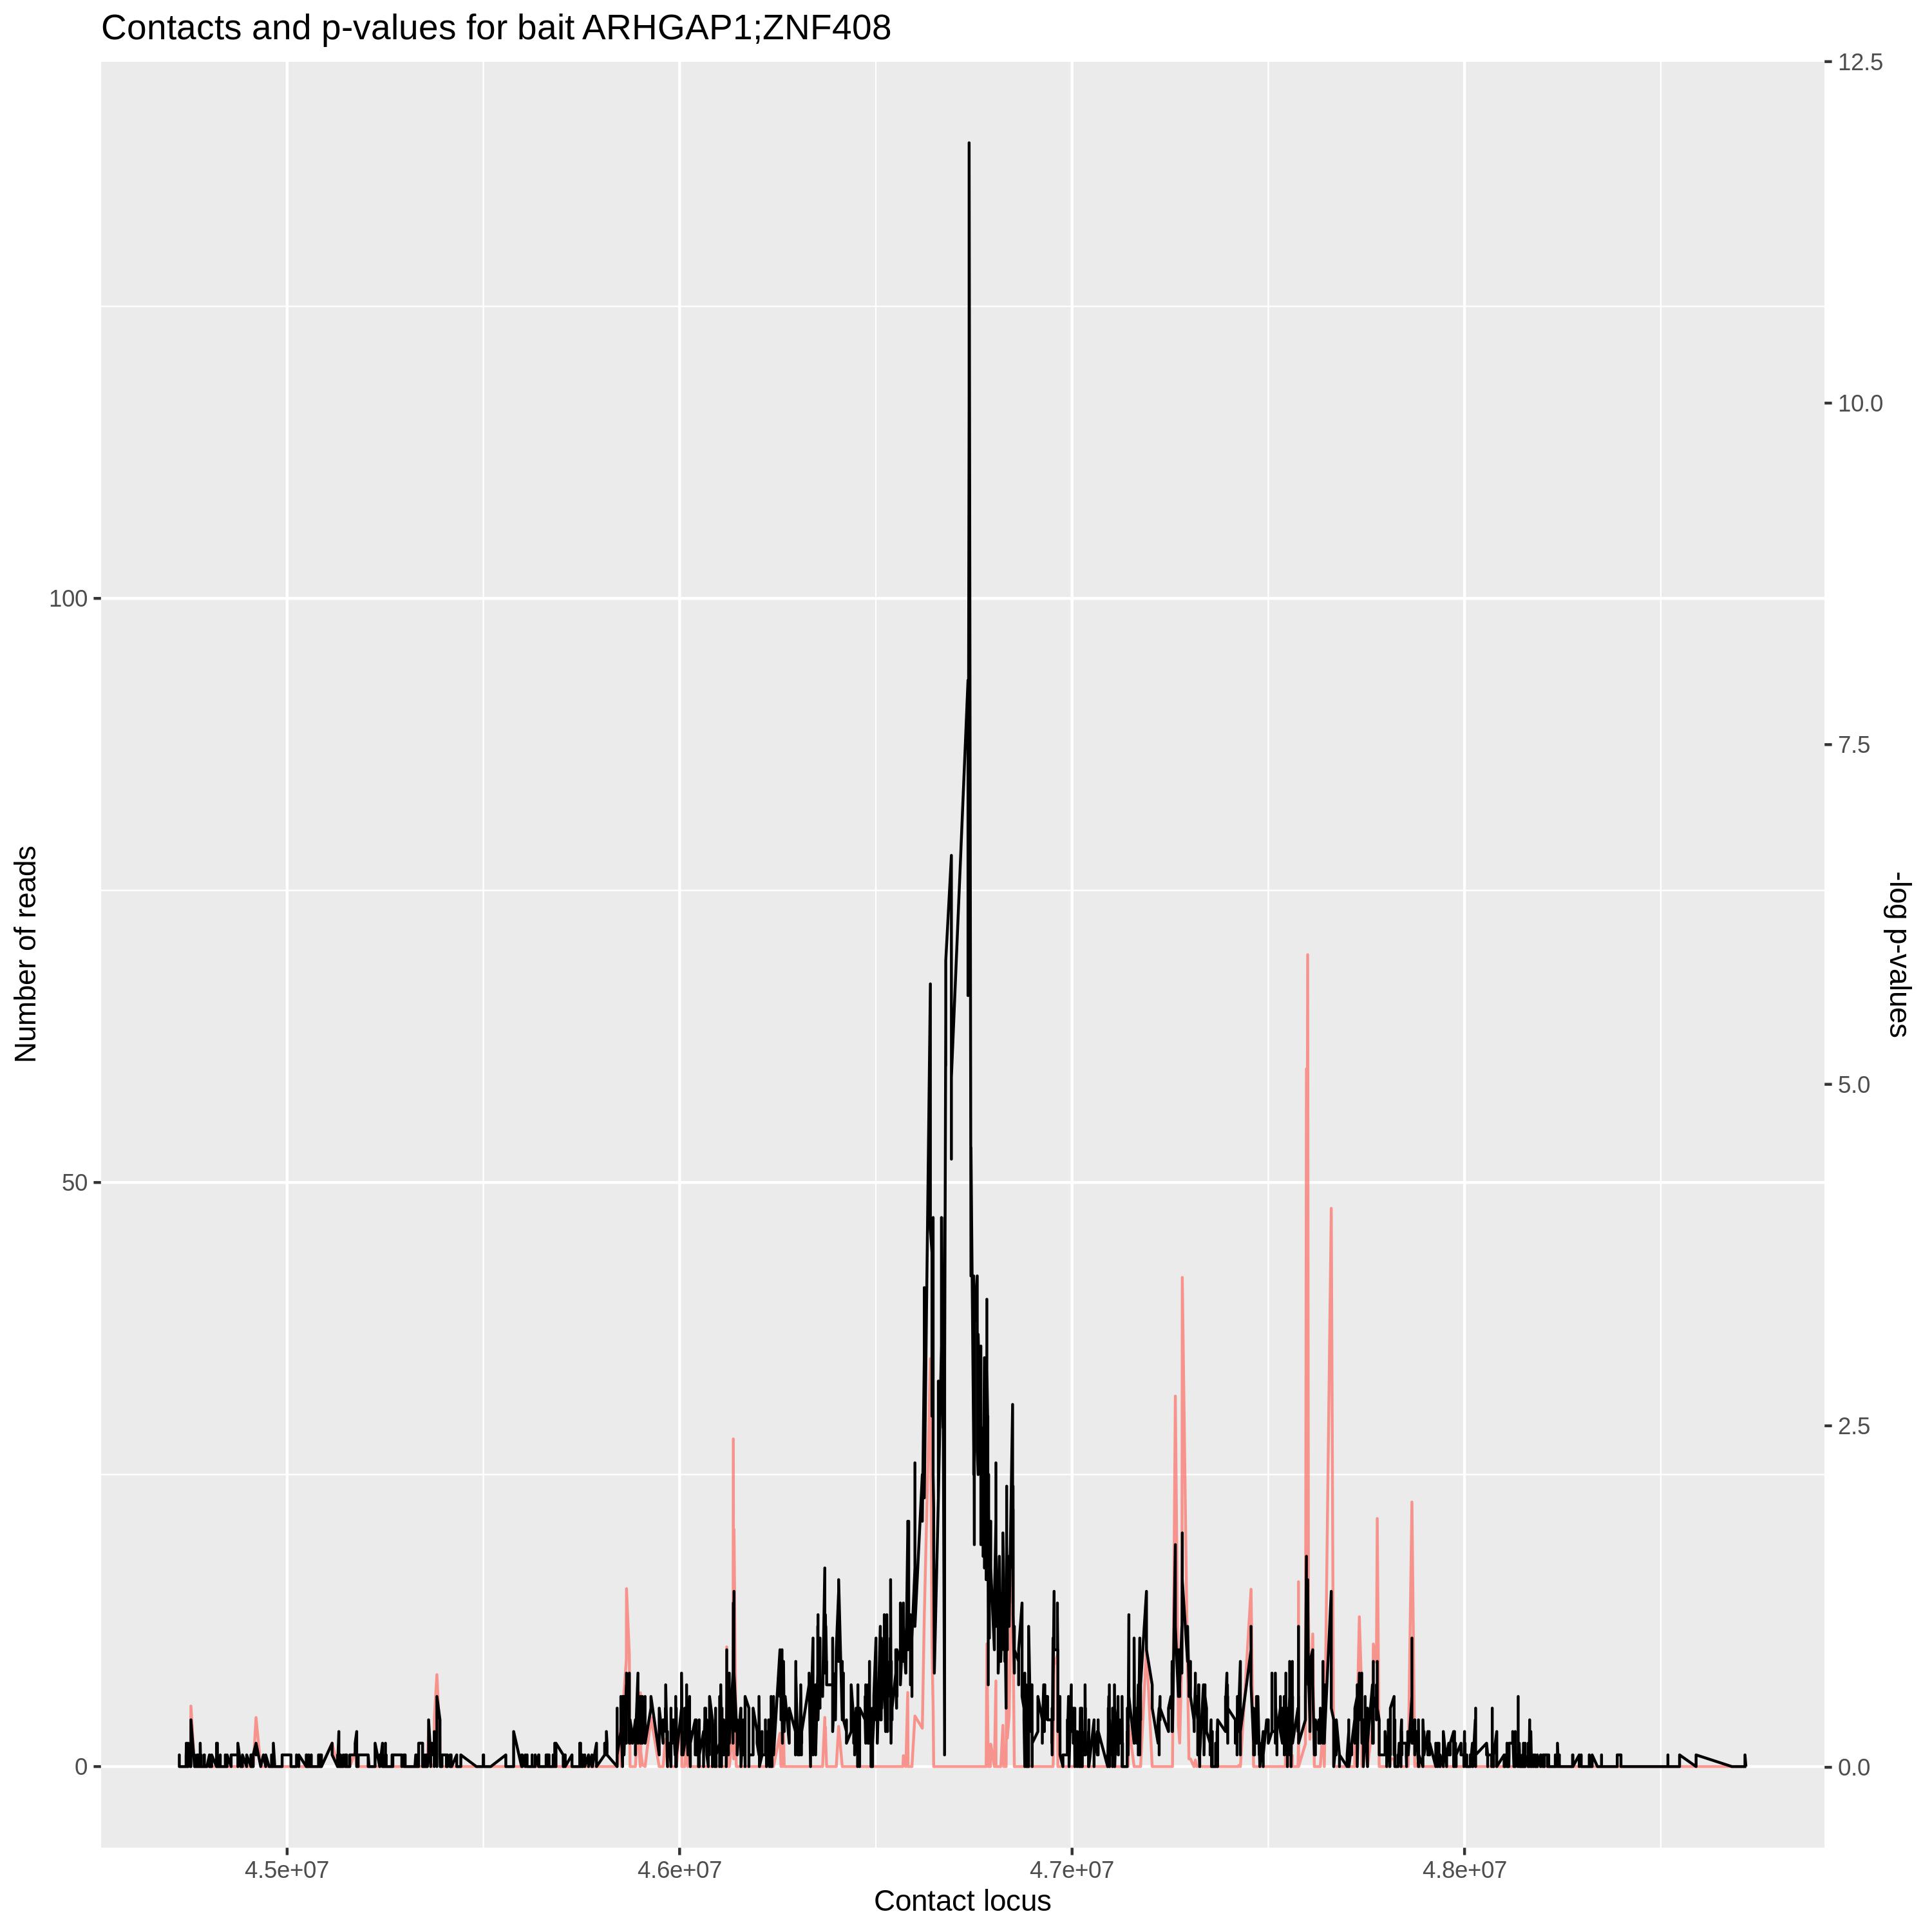 Contacts and p-values for bait ARHGAP1;ZNF408
Number of reads
100
50
0
12.5
10.0
7.5
5.0
2.5
0.0
-log p-values
4.5e+07 4.6e+07 4.7e+07 4.8e+07
Contact locus